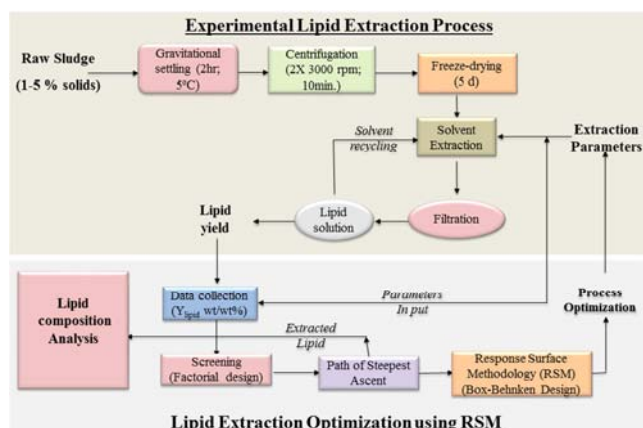 Experimental Lipid Extraction Process
Raw Sludge
(1-5 % solids)
Gravitational
settling (2hr;
5⁰C)
Centrifugation
(2X 3000 rpm;
10min.)
Freeze-drying
(5 d)
Solvent
recycling
Solvent
Extraction
Extraction
Parameters
Lipid
yield
Lipid
solution
Filtration
Lipid
composition
Analysis
Data collection
(Ylipid wt/wt%)
Parameters
In put
Process
Optimization
Extracted
Lipid
Screening
(Factorial design)
Path of Steepest
Ascent
Response Surface
Methodology (RSM)
(Box-Behnken Design)
Lipid Extraction Optimization using RSM